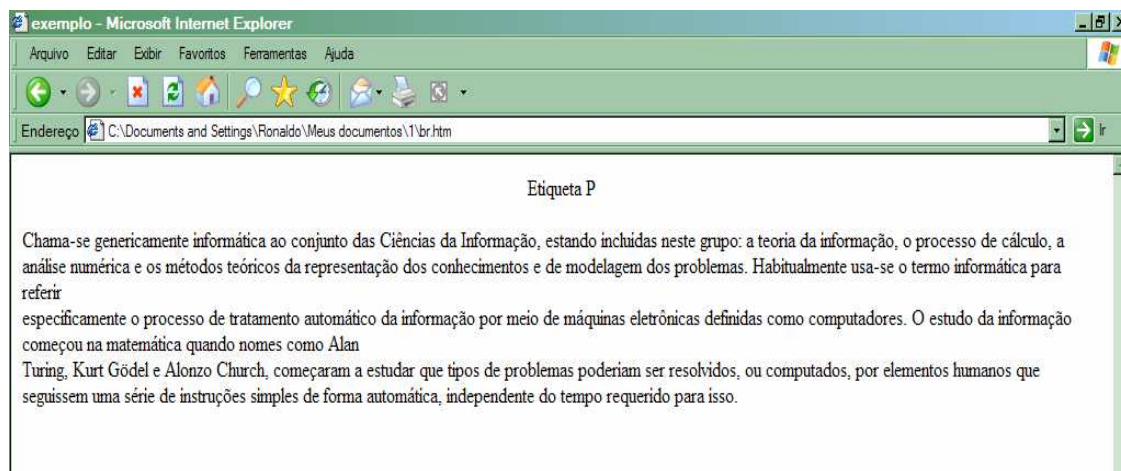 exemplo - Microsoft Internet Explorer
Arquivo Editar Exibir Favoritos Ferramentas Ajuda
Endereço C:\Documents and Settings\Ronaldo\Meus documentos\1\br.htm Ir
Etiqueta P
Chama-se genericamente informática ao conjunto das Ciências da Informação, estando incluidas neste grupo: a teoria da informação, o processo de cálculo, a
análise numérica e os métodos teóricos da representação dos conhecimentos e de modelagem dos problemas. Habitualmente usa-se o termo informática para
referir
especificamente o processo de tratamento automático da informação por meio de máquinas eletrônicas definidas como computadores. O estudo da informação
começou na matemática quando nomes como Alan
Turing, Kurt Gödel e Alonzo Church, começaram a estudar que tipos de problemas poderiam ser resolvidos, ou computados, por elementos humanos que
seguissem uma série de instruções simples de forma automática, independente do tempo requerido para isso.